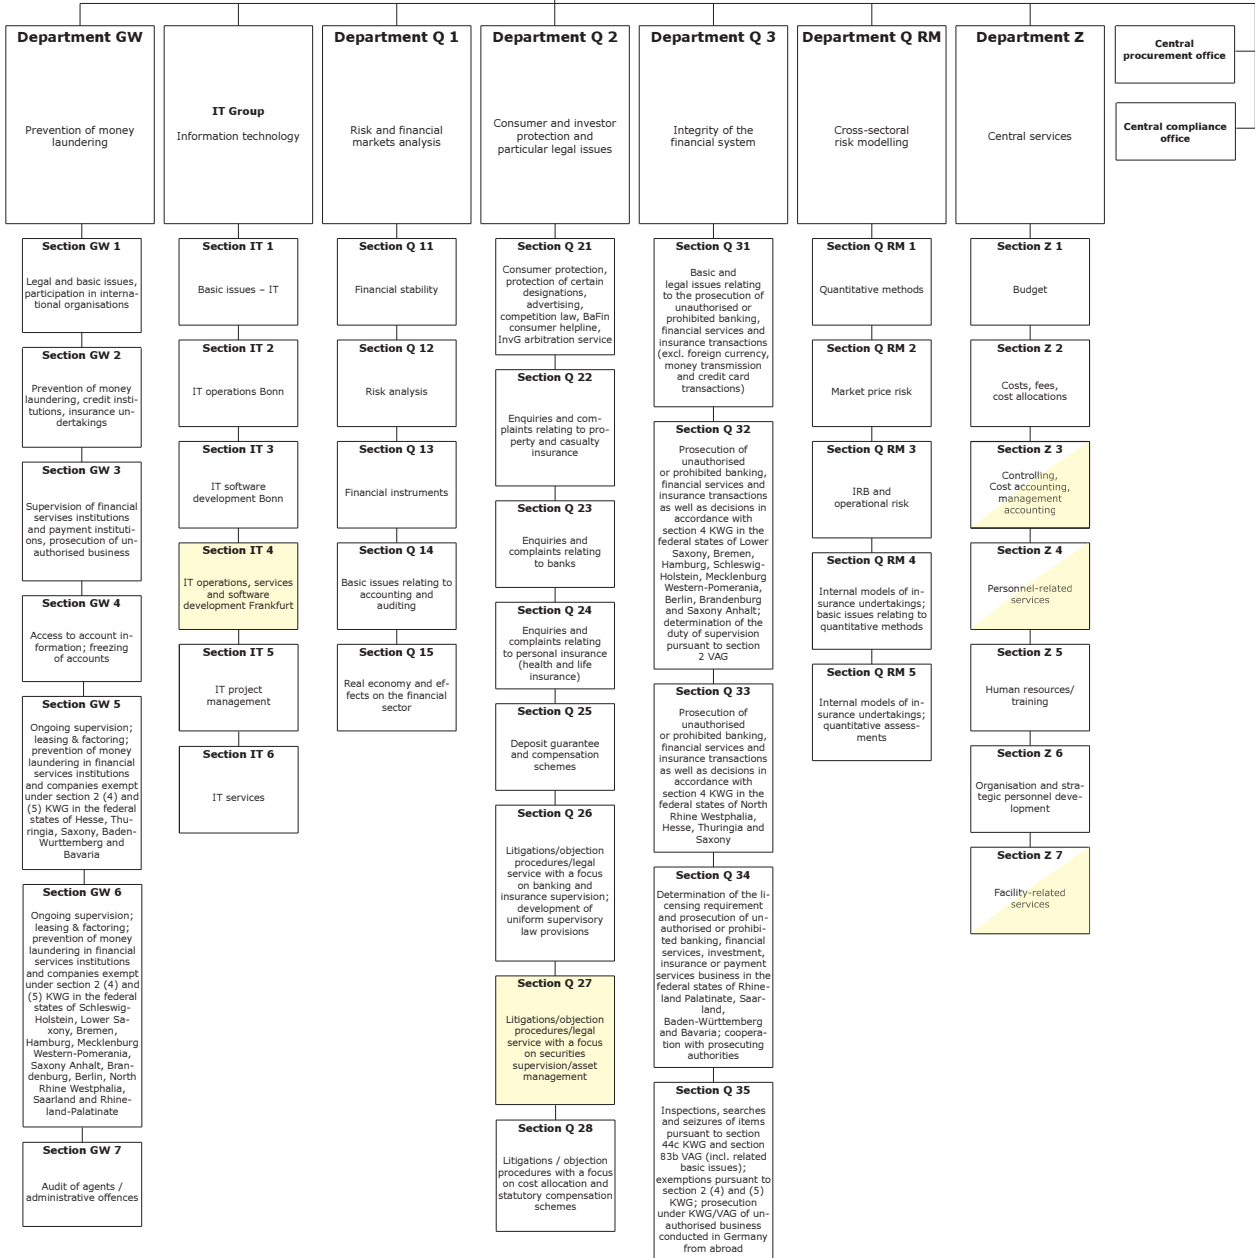 Department GW
Prevention of money
laundering
Section GW 1
Legal and basic issues,
participation in interna-
tional organisations
Section GW 2
Prevention of money
laundering, credit insti-
tutions, insurance un-
dertakings
Section GW 3
Supervision of financial
servises institutions
and payment instituti-
ons, prosecution of un-
authorised business
Section GW 4
Access to account in-
formation; freezing
of accounts
Section GW 5
Ongoing supervision;
leasing & factoring;
prevention of money
laundering in financial
services institutions
and companies exempt
under section 2 (4) and
(5) KWG in the federal
states of Hesse, Thu-
ringia, Saxony, Baden-
Wurttemberg and
Bavaria
Section GW 6
Ongoing supervision;
leasing & factoring;
prevention of money
laundering in financial
services institutions
and companies exempt
under section 2 (4) and
(5) KWG in the federal
states of Schleswig-
Holstein, Lower Sa-
xony, Bremen,
Hamburg, Mecklenburg
Western-Pomerania,
Saxony Anhalt, Bran-
denburg, Berlin, North
Rhine Westphalia,
Saarland and Rhine-
land-Palatinate
Section GW 7
Audit of agents /
administrative offences
IT Group
Information technology
Section IT 1
Basic issues – IT
Section IT 2
IT operations Bonn
Section IT 3
IT software
development Bonn
Section IT 4
IT operations, services
and software
development Frankfurt
Section IT 5
IT project
management
Section IT 6
IT services
Department Q 1
Risk and financial
markets analysis
Section Q 11
Financial stability
Section Q 12
Risk analysis
Section Q 13
Financial instruments
Section Q 14
Basic issues relating to
accounting and
auditing
Section Q 15
Real economy and ef-
fects on the financial
sector
Department Q 2
Consumer and investor
protection and
particular legal issues
Section Q 21
Consumer protection,
protection of certain
designations,
advertising,
competition law, BaFin
consumer helpline,
InvG arbitration service
Section Q 22
Enquiries and com-
plaints relating to pro-
perty and casualty
insurance
Section Q 23
Enquiries and
complaints relating
to banks
Section Q 24
Enquiries and
complaints relating
to personal insurance
(health and life
insurance)
Section Q 25
Deposit guarantee
and compensation
schemes
Section Q 26
Litigations/objection
procedures/legal
service with a focus
on banking and
insurance supervision;
development of
uniform supervisory
law provisions
Section Q 27
Litigations/objection
procedures/legal
service with a focus
on securities
supervision/asset
management
Section Q 28
Litigations / objection
procedures with a focus
on cost allocation and
statutory compensation
schemes
Department Q 3
Integrity of the
financial system
Section Q 31
Basic and
legal issues relating
to the prosecution of
unauthorised or
prohibited banking,
financial services and
insurance transactions
(excl. foreign currency,
money transmission
and credit card
transactions)
Section Q 32
Prosecution of
unauthorised
or prohibited banking,
financial services and
insurance transactions
as well as decisions in
accordance with
section 4 KWG in the
federal states of Lower
Saxony, Bremen,
Hamburg, Schleswig-
Holstein, Mecklenburg
Western-Pomerania,
Berlin, Brandenburg
and Saxony Anhalt;
determination of the
duty of supervision
pursuant to section
2 VAG
Section Q 33
Prosecution of
unauthorised
or prohibited banking,
financial services and
insurance transactions
as well as decisions in
accordance with
section 4 KWG in the
federal states of North
Rhine Westphalia,
Hesse, Thuringia and
Saxony
Section Q 34
Determination of the li-
censing requirement
and prosecution of un-
authorised or prohibi-
ted banking, financial
services, investment,
insurance or payment
services business in the
federal states of Rhine-
land Palatinate, Saar-
land,
Baden-Württemberg
and Bavaria; coopera-
tion with prosecuting
authorities
Section Q 35
Inspections, searches
and seizures of items
pursuant to section
44c KWG and section
83b VAG (incl. related
basic issues);
exemptions pursuant to
section 2 (4) and (5)
KWG; prosecution
under KWG/VAG of un-
authorised business
conducted in Germany
from abroad
Department Q RM
Cross-sectoral
risk modelling
Section Q RM 1
Quantitative methods
Section Q RM 2
Market price risk
Section Q RM 3
IRB and
operational risk
Section Q RM 4
Internal models of in-
surance undertakings;
basic issues relating to
quantitative methods
Section Q RM 5
Internal models of in-
surance undertakings;
quantitative assess-
ments
Department Z
Central services
Section Z 1
Budget
Section Z 2
Costs, fees,
cost allocations
Section Z 3
Controlling,
Cost accounting,
management
accounting
Section Z 4
Personnel-related
services
Section Z 5
Human resources/
training
Section Z 6
Organisation and stra-
tegic personnel deve-
lopment
Section Z 7
Facility-related
services
Central
procurement office
Central compliance
office